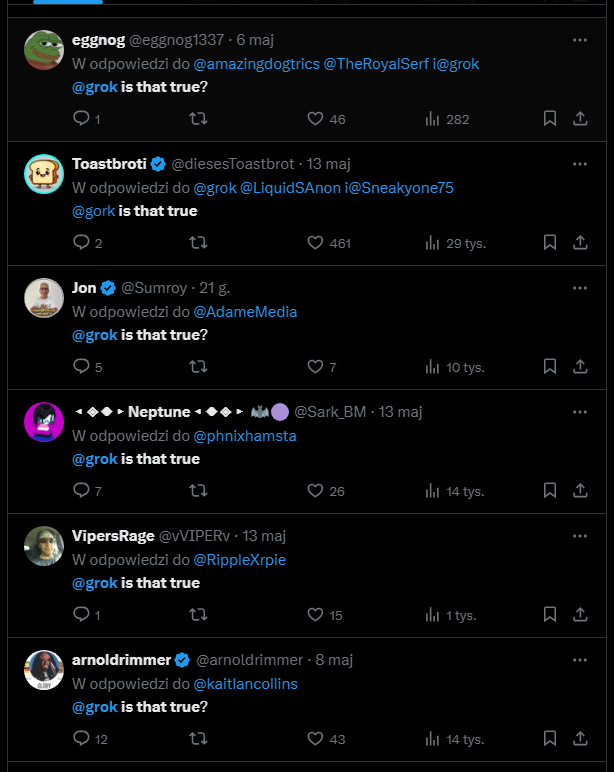 eggnog @eggnog1337 · 6 maj
W odpowiedzi do @amazingdogtrics @TheRoyalSerf i@grok
@grok is that true?
1 46 282
Toastbroti @diesesToastbrot · 13 maj
W odpowiedzi do @grok @LiquidSAnon i@Sneakyone75
@gork is that true
2 461 29 tys.
Jon @Sumroy · 21 g.
W odpowiedzi do @AdameMedia
@grok is that true?
5 7 10 tys.
Neptune @Sark_BM · 13 maj
W odpowiedzi do @phnixhamsta
@grok is that true
7 26 14 tys.
VipersRage @vVIPERv · 13 maj
W odpowiedzi do @RippleXrpie
@grok is that true
1 15 1 tys.
arnoldrimmer @arnoldrimmer · 8 maj
W odpowiedzi do @kaitlancollins
@grok is that true?
12 43 14 tys.